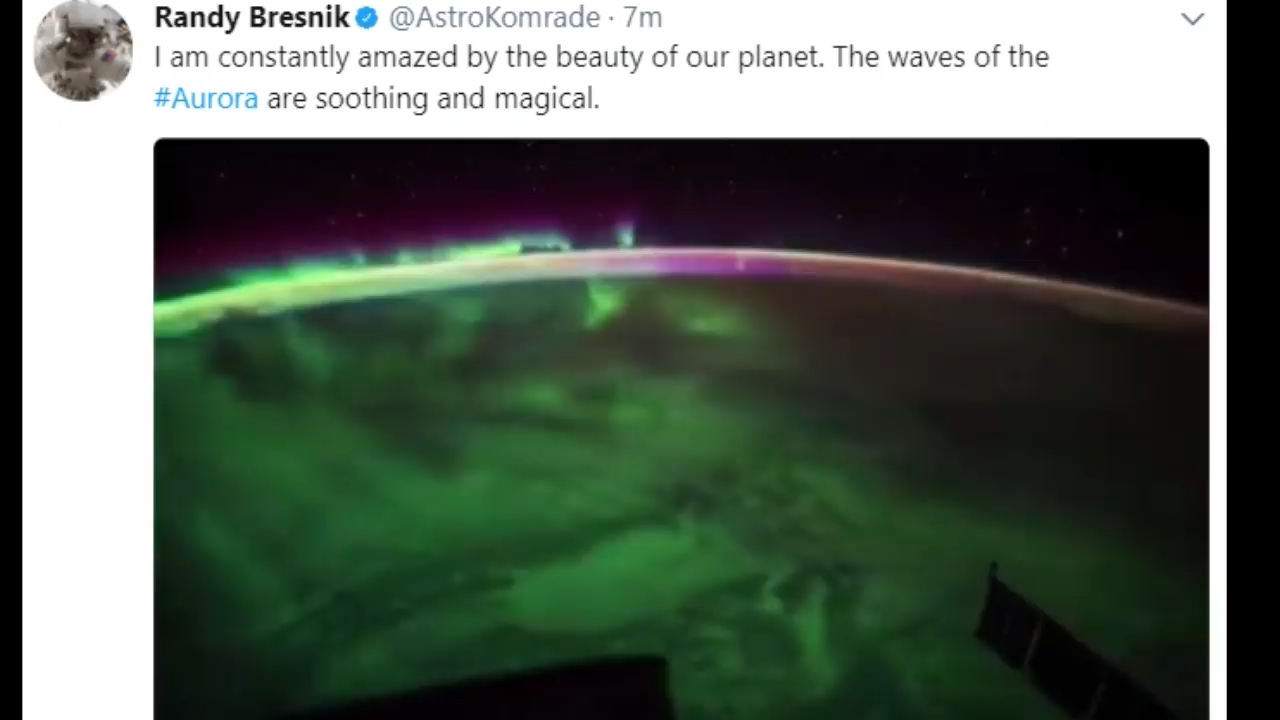 Randy Bresnik @AstroKomrade · 7m
I am constantly amazed by the beauty of our planet. The waves of the
#Aurora are soothing and magical.